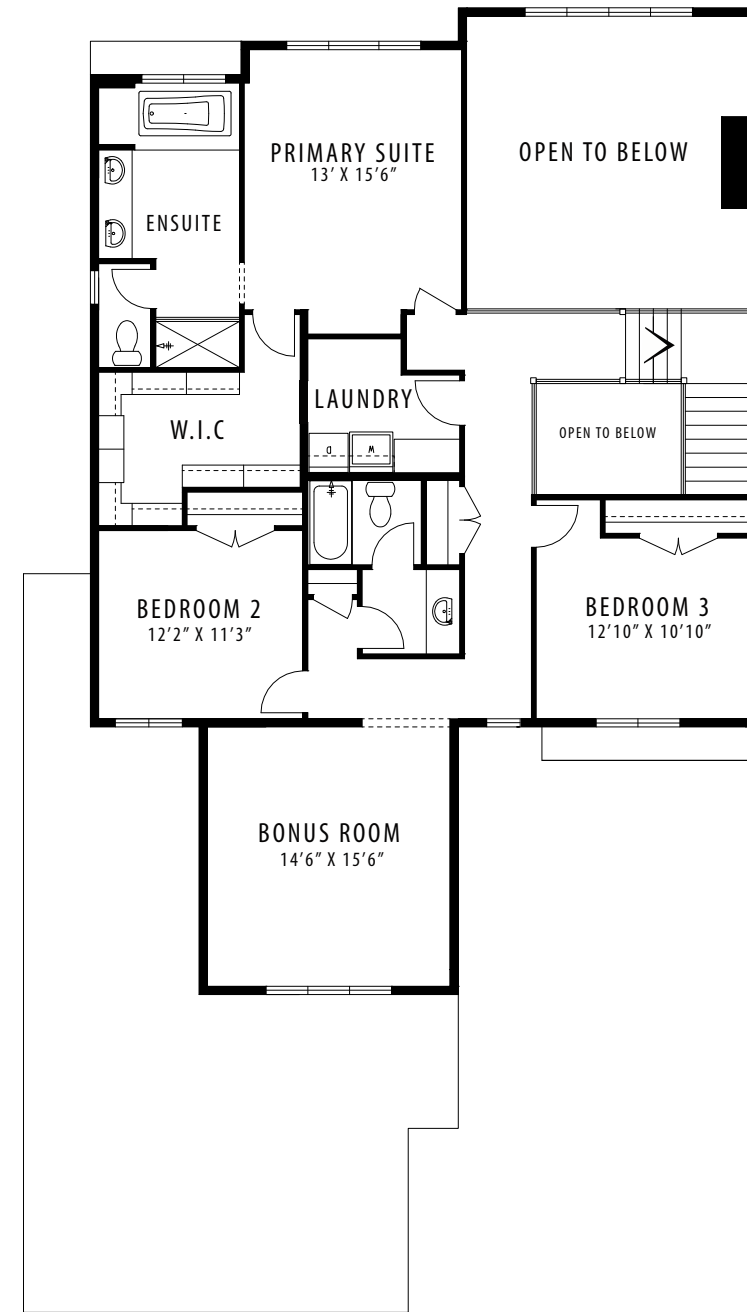 PRIMARY SUITE
13’ X 15’6”
OPEN TO BELOW
ENSUITE
LAUNDRY
W.I.C
OPEN TO BELOW
D
W
BEDROOM 2
12’2” X 11’3”
BEDROOM 3
12’10” X 10’10”
BONUS ROOM
14’6” X 15’6”